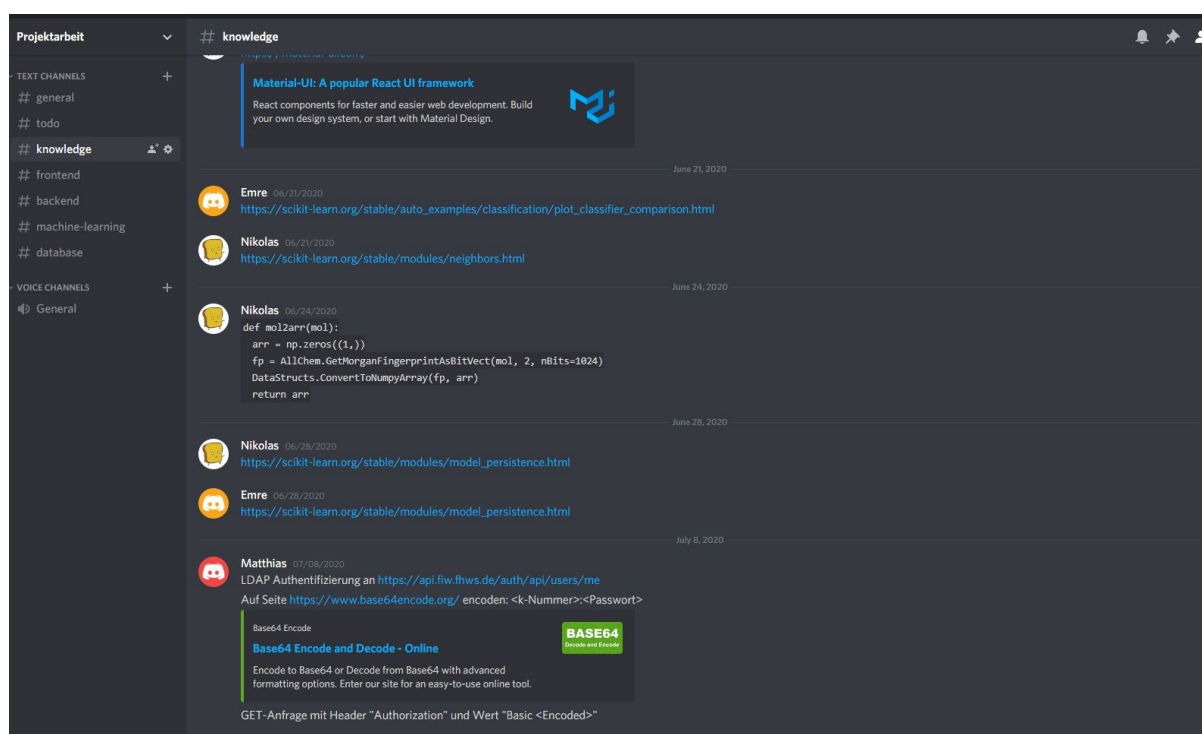 Projektarbeit
# knowledge
TEXT CHANNELS
# general
# todo
# knowledge
# frontend
# backend
# machine-learning
# database
VOICE CHANNELS
General
Material-UI: A popular React UI framework
React components for faster and easier web development. Build
your own design system, or start with Material Design.
June 21, 2020
Emre 06/21/2020
https://scikit-learn.org/stable/auto_examples/classification/plot_classifier_comparison.html
Nikolas 06/21/2020
https://scikit-learn.org/stable/modules/neighbors.html
June 24, 2020
Nikolas 06/24/2020
def mol2arr(mol):
  arr = np.zeros((1,))
  fp = AllChem.GetMorganFingerprintAsBitVect(mol, 2, nBits=1024)
  DataStructs.ConvertToNumpyArray(fp, arr)
  return arr
June 28, 2020
Nikolas 06/28/2020
https://scikit-learn.org/stable/modules/model_persistence.html
Emre 06/28/2020
https://scikit-learn.org/stable/modules/model_persistence.html
July 8, 2020
Matthias 07/08/2020
LDAP Authentifizierung an https://api.fiw.fhws.de/auth/api/users/me
Auf Seite https://www.base64encode.org/ encoden: <k-Nummer>:<Passwort>
Base64 Encode
Base64 Encode and Decode - Online
Encode to Base64 or Decode from Base64 with advanced
formatting options. Enter our site for an easy-to-use online tool.
BASE64
Decode and Encode
GET-Anfrage mit Header "Authorization" und Wert "Basic <Encoded>"